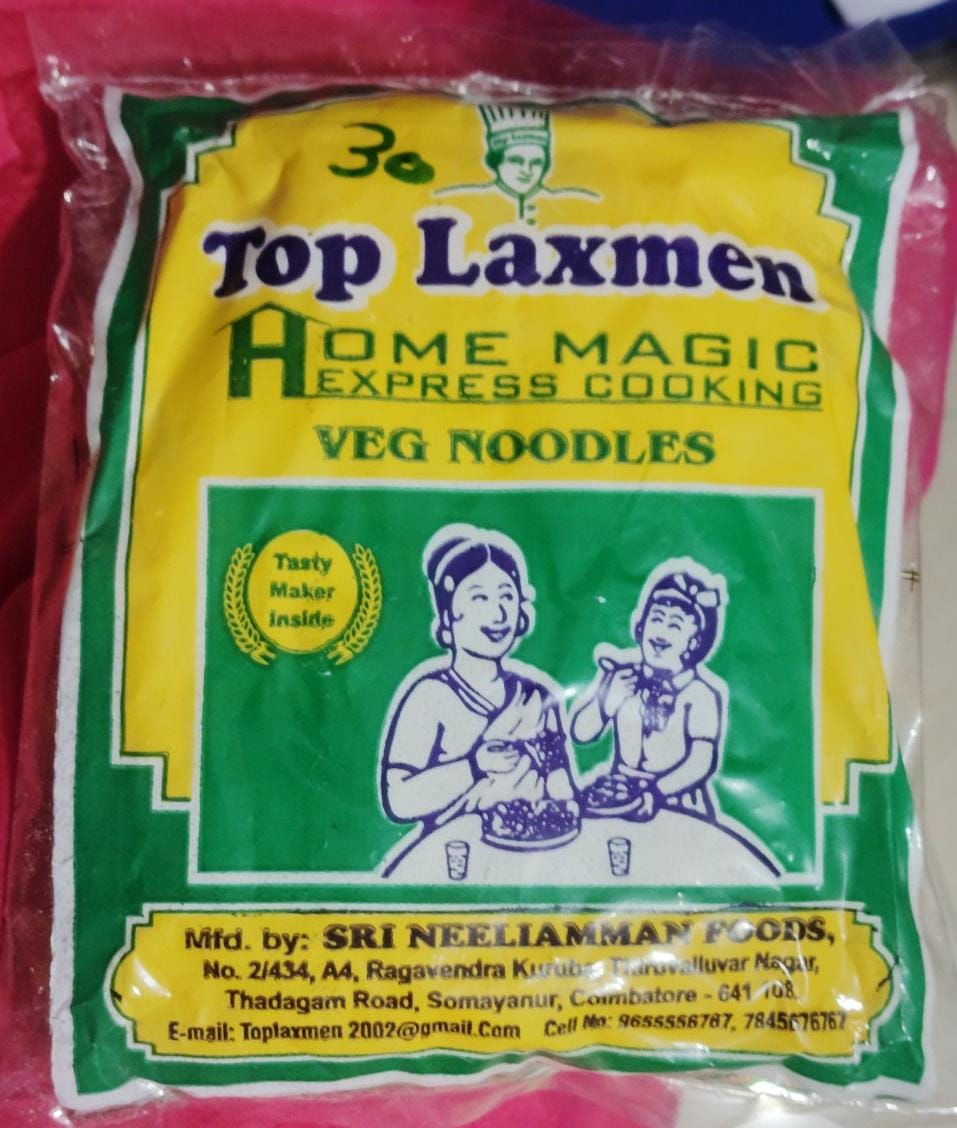 30
Top Laxmen
HOME MAGIC
EXPRESS COOKING
VEG NOODLES
Tasty
Maker
Inside
Mfd. by: SRI NEELIAMMAN FOODS,
No. 2/434, A4, Ragavendra Thiruvalluvar Nagar,
Thadagam Road, Somayanur, Coimbatore - 641 108.
E-mail: Toplaxmen 2002@gmail.Com Cell No: 9655556767, 7845676767